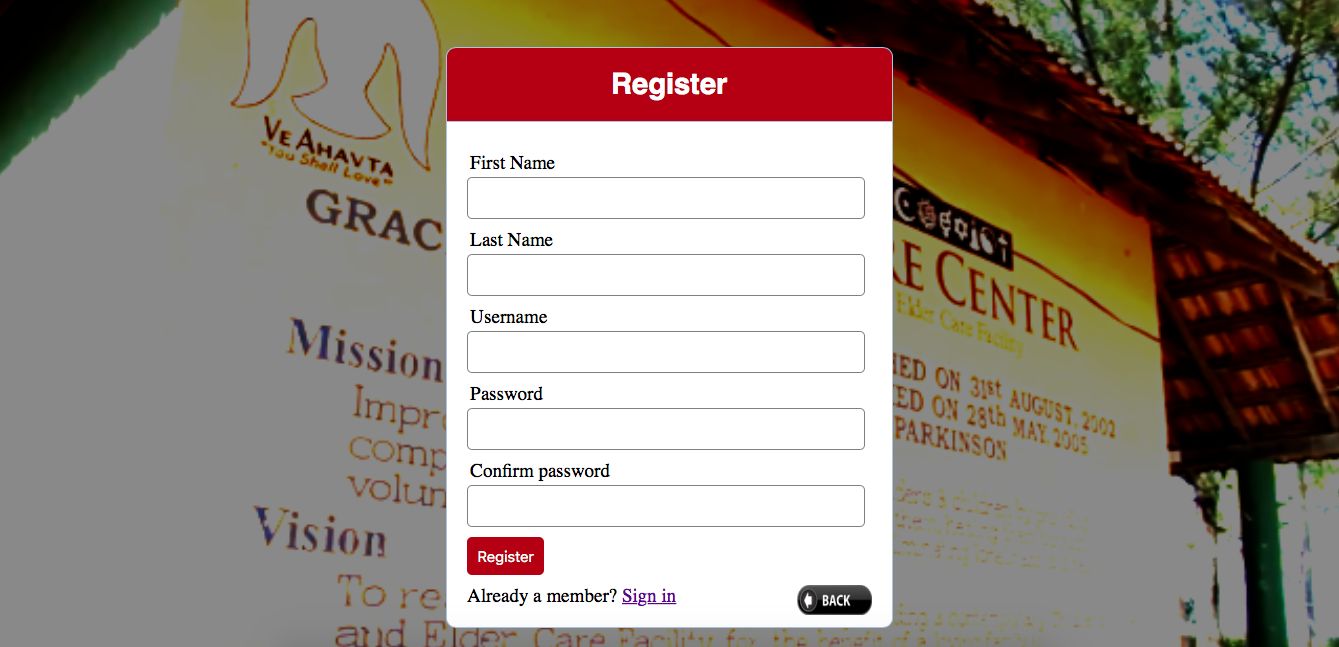 Register
First Name
Last Name
Username
Password
Confirm password
Register
Already a member? Sign in
BACK
VE AHAVTA
"You Shall Love"
GRAC
Mission
Impr
comp
volun
Vision
To re
and Elder Care Facility for the benefit of a
COEXIST
RE CENTER
Elder Care Facility
ED ON 31st AUGUST, 2002
ED ON 28th MAY, 2005
PARKINSON